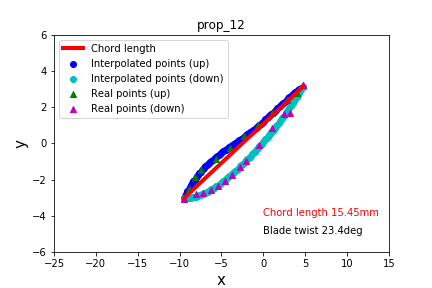 prop_12
Chord length
Interpolated points (up)
Interpolated points (down)
Real points (up)
Real points (down)
6
4
2
0
−2
−4
−6
y
Chord length 15.45mm
Blade twist 23.4deg
−25 −20 −15 −10 −5 0 5 10 15
x